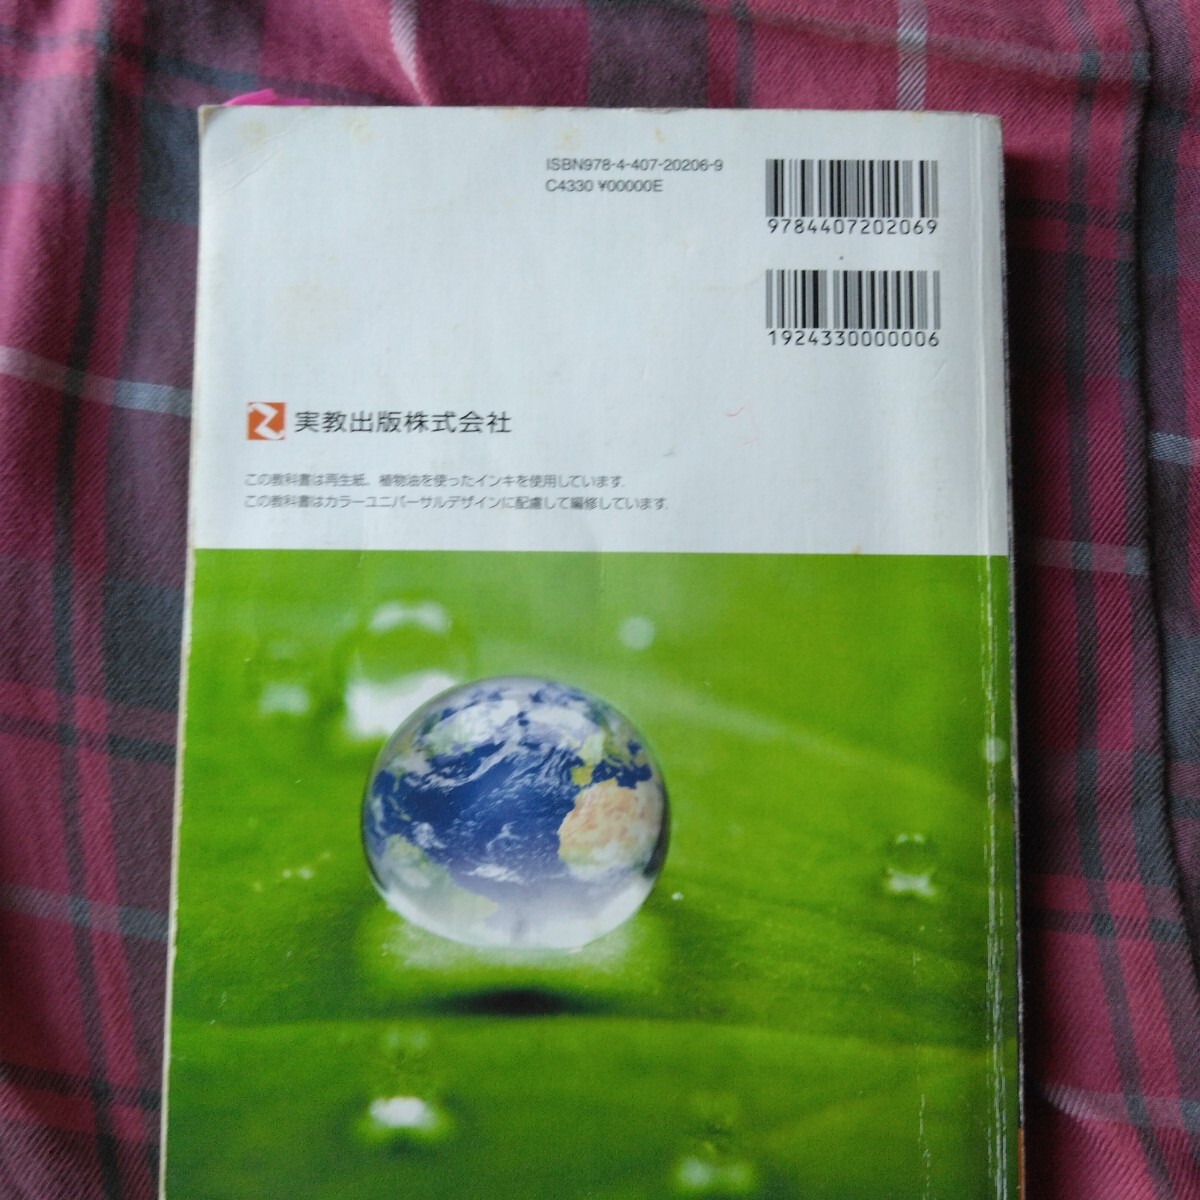 ISBN978-4-407-20206-9
C4330 ¥00000E
9784407202069
1924330000006
実教出版株式会社
この教科書は再生紙，植物油を使ったインキを使用しています．
この教科書はカラーユニバーサルデザインに配慮して編修しています．